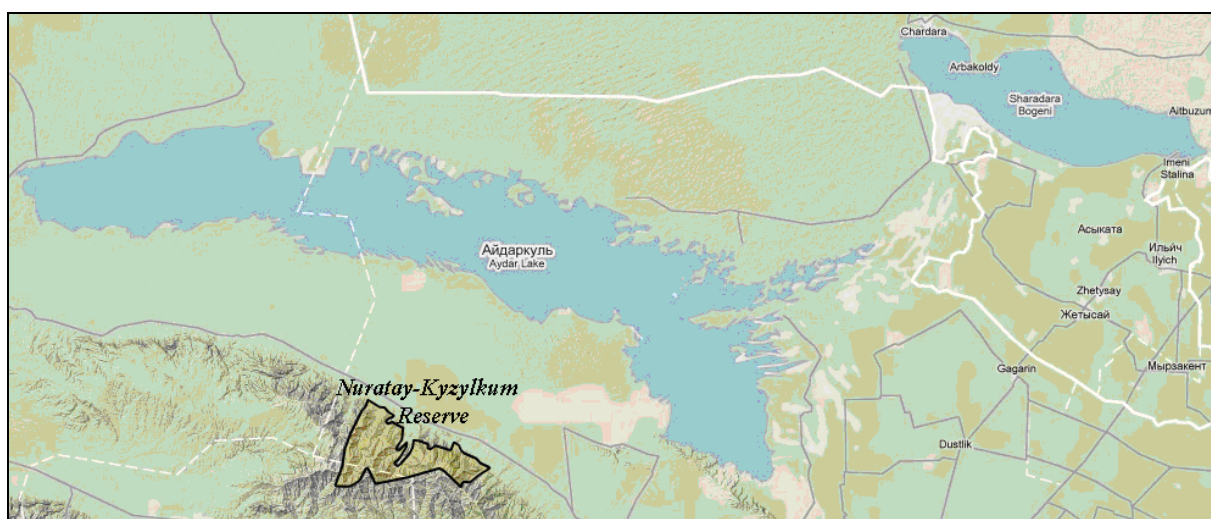 Chardara
Arbakoldy
Sharadara
Bogeni
Aitbuzum
Imeni
Stalina
Асыката
Айдаркуль
Aydar Lake
Ильйч
Ilyich
Zhetysay
Жетысай
Gagarin
Мырзакент
Nuratay-Kyzylkum
Reserve
Dustlik